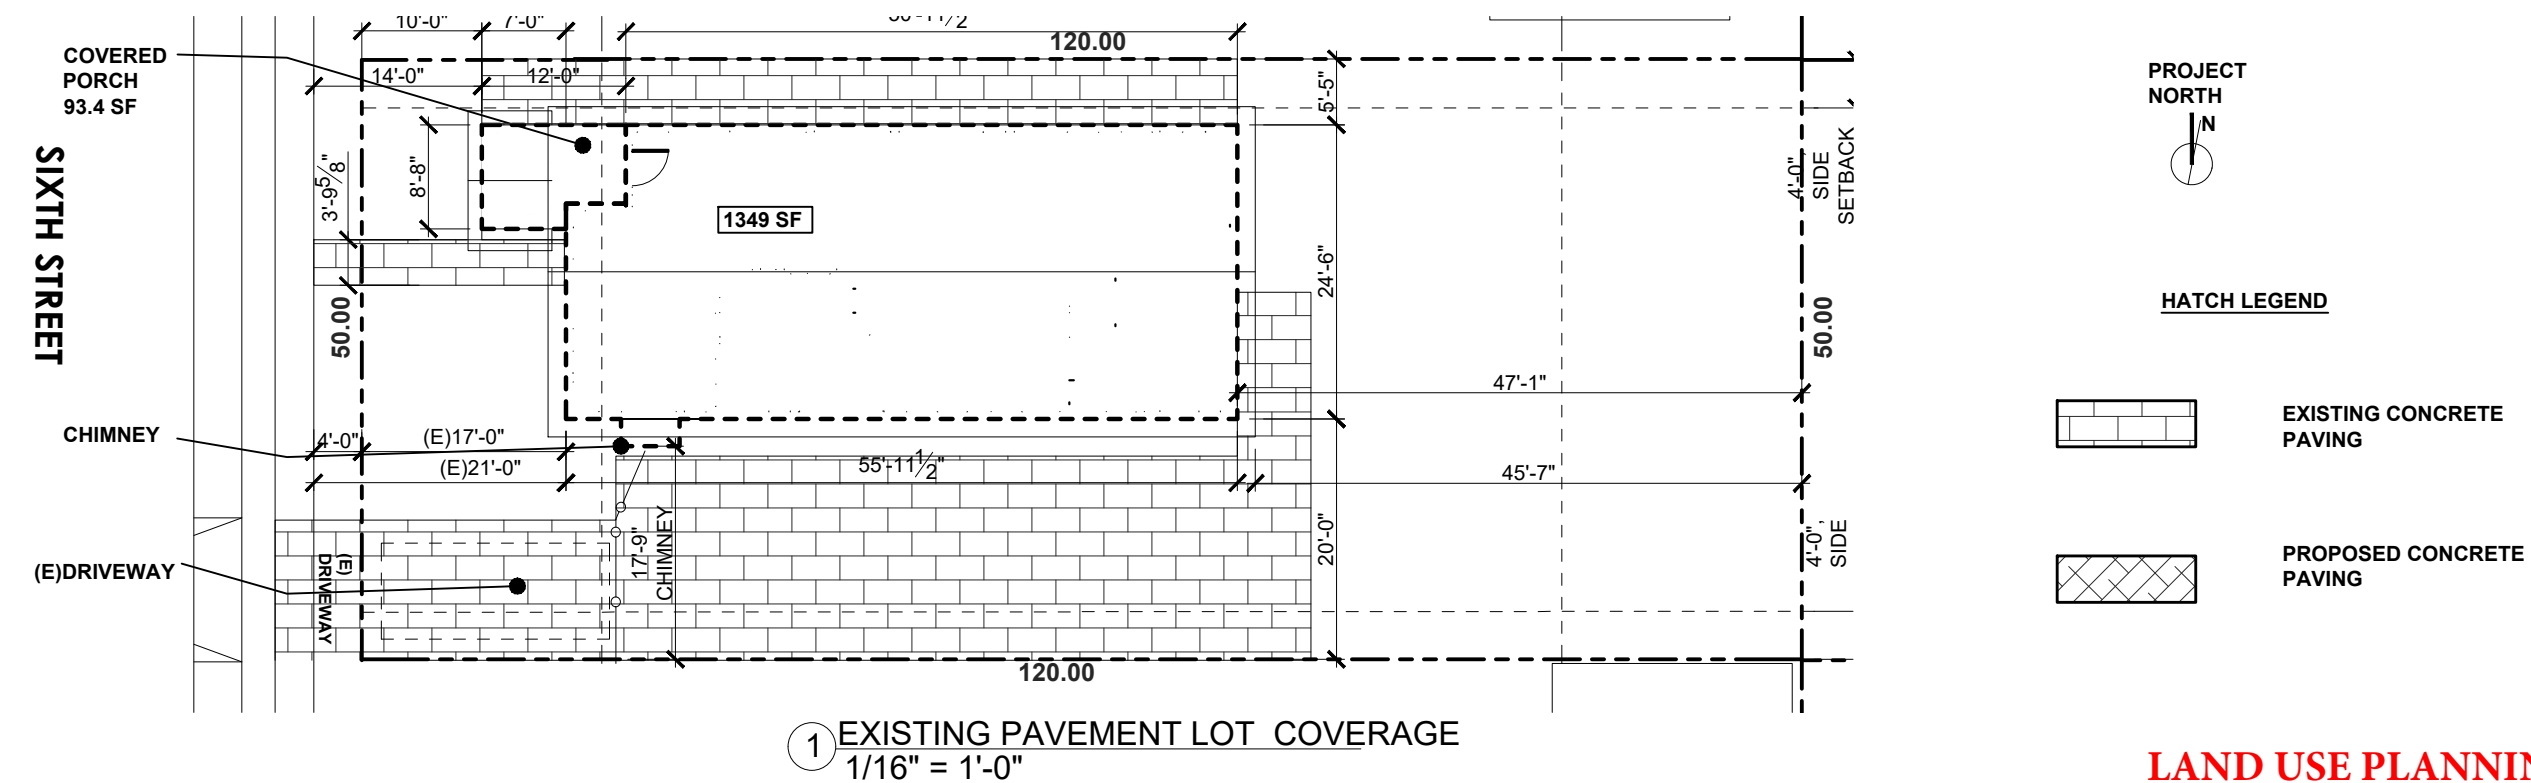 10'-0"
7'-0"
120.00
COVERED
PORCH
93.4 SF
14'-0"
12'-0"
5'-5"
PROJECT
NORTH
N
SIXTH STREET
3'-9 5/8"
8'-8"
4'-0",
SIDE
SETBACK
1349 SF
24'-6"
HATCH LEGEND
50.00
50.00
47'-1"
EXISTING CONCRETE
PAVING
CHIMNEY
4'-0"
(E)17'-0"
(E)21'-0"
55'-11 1/2"
45'-7"
17'-9"
CHIMNEY
20'-0"
4'-0",
SIDE
(E)DRIVEWAY
(E)
DRIVEWAY
PROPOSED CONCRETE
PAVING
120.00
1
EXISTING PAVEMENT LOT COVERAGE
1/16" = 1'-0"
LAND USE